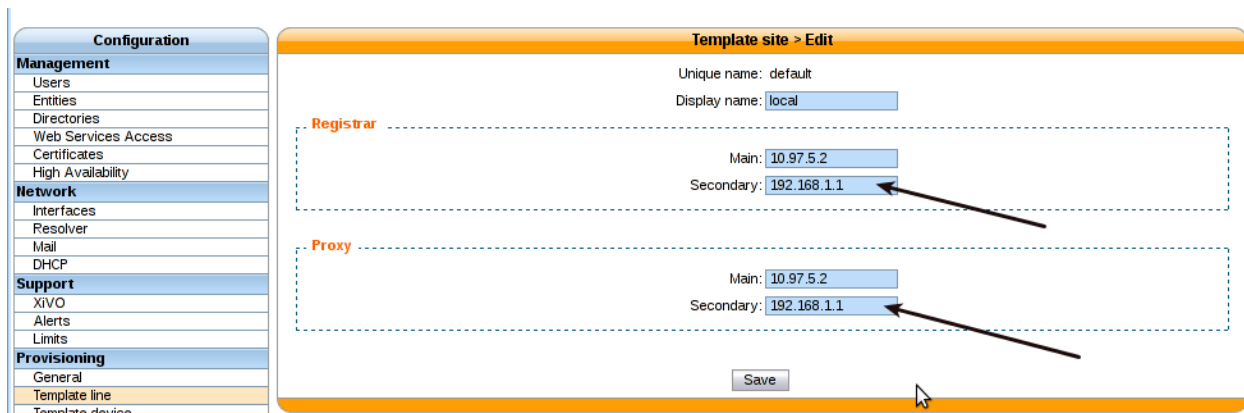 Configuration
Management
Users
Entities
Directories
Web Services Access
Certificates
High Availability
Network
Interfaces
Resolver
Mail
DHCP
Support
XiVO
Alerts
Limits
Provisioning
General
Template line
Template device
Template site > Edit
Unique name: default
Display name: local
Registrar
Main: 10.97.5.2
Secondary: 192.168.1.1
Proxy
Main: 10.97.5.2
Secondary: 192.168.1.1
Save